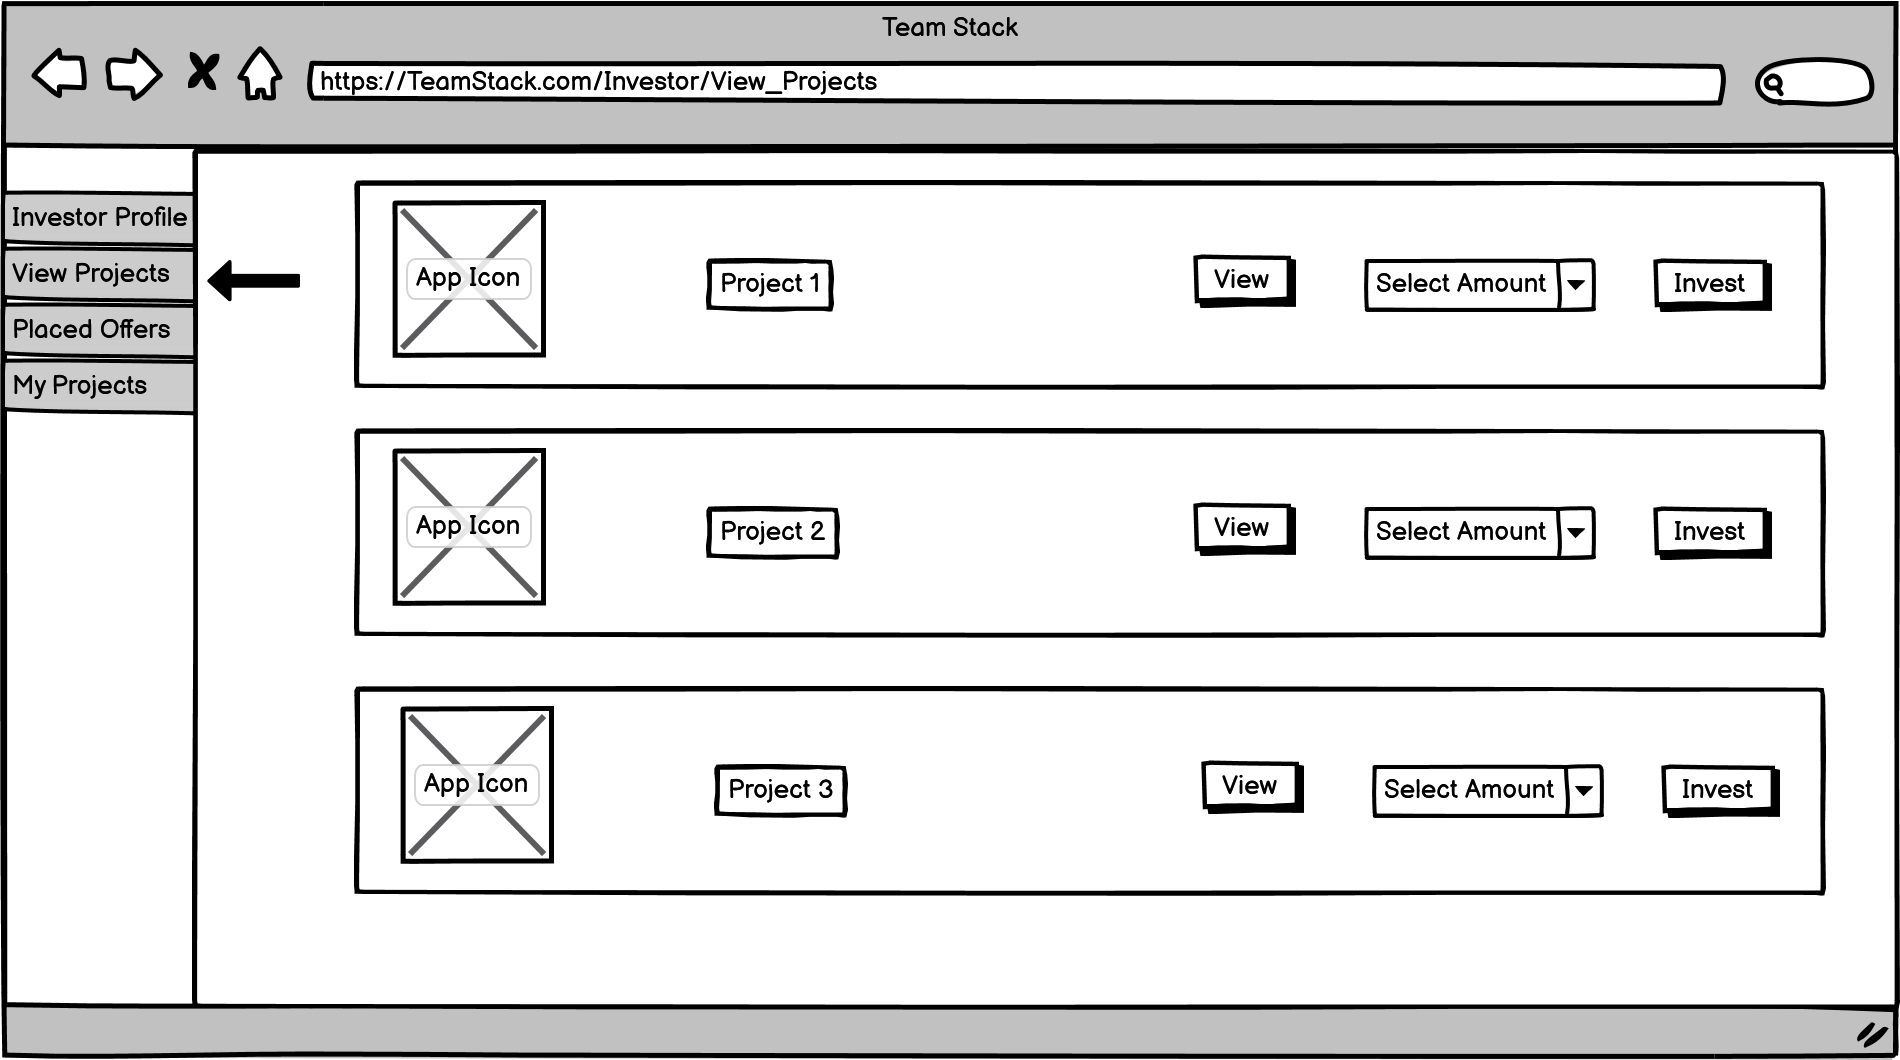 Team Stack
https://TeamStack.com/Investor/View_Projects
Investor Profile
View Projects
Placed Offers
My Projects
App Icon
Project 1
View
Select Amount
Invest
App Icon
Project 2
View
Select Amount
Invest
App Icon
Project 3
View
Select Amount
Invest